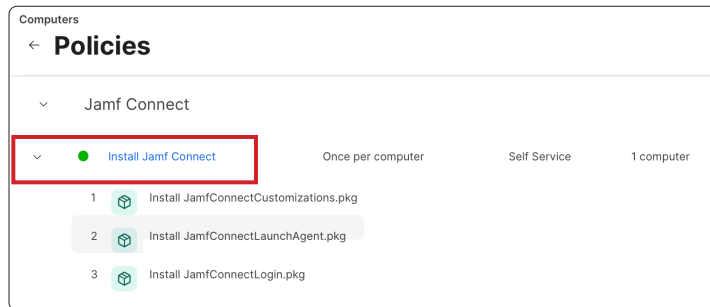 Computers
← Policies
Jamf Connect
Install Jamf Connect Once per computer Self Service 1 computer
1 Install JamfConnectCustomizations.pkg
2 Install JamfConnectLaunchAgent.pkg
3 Install JamfConnectLogin.pkg